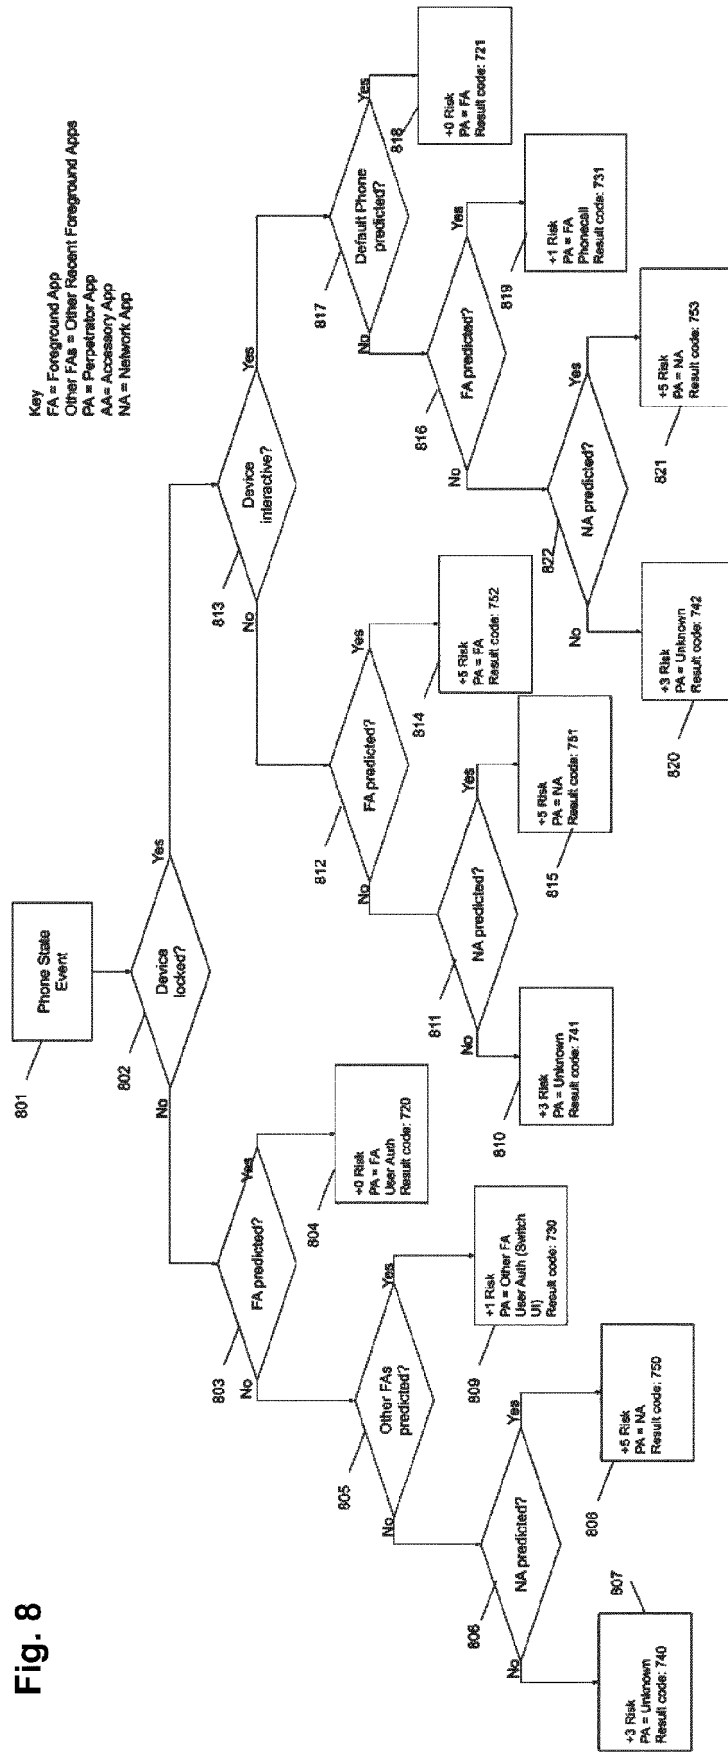 Fig. 8
Key
FA = Foreground App
Other FAs = Other Recent Foreground Apps
PA = Perpetrator App
AA= Accessory App
NA = Network App
801
Phone State
Event
802
Device
locked?
No
Yes
803
FA predicted?
No
Yes
804
+0 Risk
PA = FA
User Auth
Result code: 720
805
Other FAs
predicted?
No
Yes
809
+1 Risk
PA = Other FA
User Auth (Switch
UI)
Result code: 730
806
NA predicted?
No
Yes
807
+3 Risk
PA = Unknown
Result code: 740
808
+5 Risk
PA = NA
Result code: 750
813
Device
interactive?
No
Yes
812
FA predicted?
No
Yes
814
+5 Risk
PA = FA
Result code: 752
811
NA predicted?
No
Yes
810
+3 Risk
PA = Unknown
Result code: 741
815
+5 Risk
PA = NA
Result code: 751
817
Default Phone
predicted?
No
Yes
818
+0 Risk
PA = FA
Result code: 721
816
FA predicted?
No
Yes
819
+1 Risk
PA = FA
Phonecall
Result code: 731
822
NA predicted?
No
Yes
820
+3 Risk
PA = Unknown
Result code: 742
821
+5 Risk
PA = NA
Result code: 753